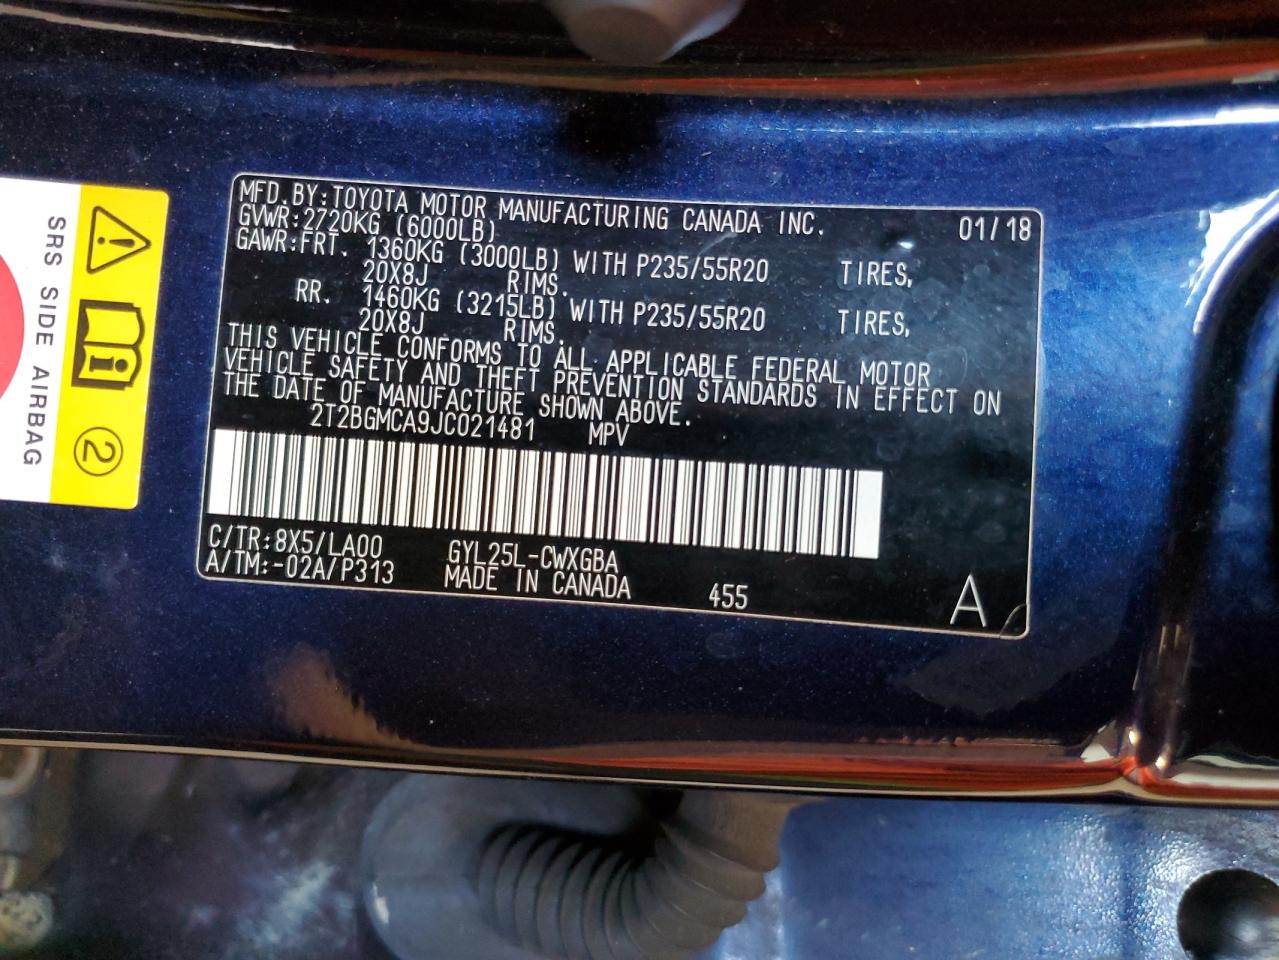 MFD.BY:TOYOTA MOTOR MANUFACTURING CANADA INC. 01/18
GVWR:2720KG (6000LB)
GAWR:FRT. 1360KG (3000LB) WITH P235/55R20 TIRES,
20X8J RIMS.
RR. 1460KG (3215LB) WITH P235/55R20 TIRES,
20X8J RIMS.
THIS VEHICLE CONFORMS TO ALL APPLICABLE FEDERAL MOTOR
VEHICLE SAFETY AND THEFT PREVENTION STANDARDS IN EFFECT ON
THE DATE OF MANUFACTURE SHOWN ABOVE.
2T2BGMCA9JC021481 MPV
C/TR:8X5/LA00 GYL25L-CWXGBA
A/TM:-02A/P313 MADE IN CANADA 455 A
SRS SIDE AIRBAG
2